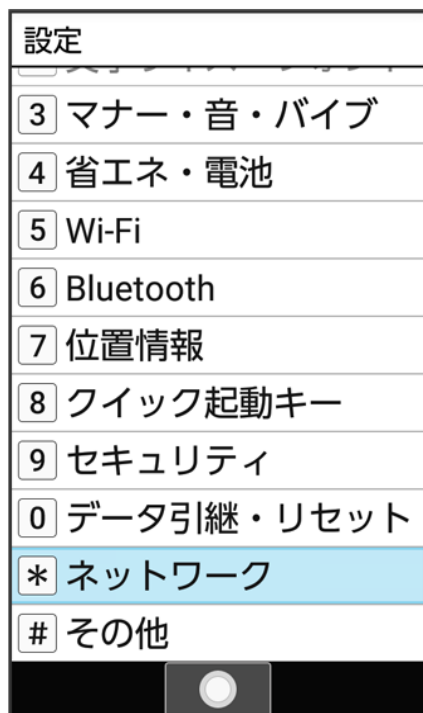 設定
3 マナー・音・バイブ
4 省エネ・電池
5 Wi-Fi
6 Bluetooth
7 位置情報
8 クイック起動キー
9 セキュリティ
0 データ引継・リセット
* ネットワーク
# その他